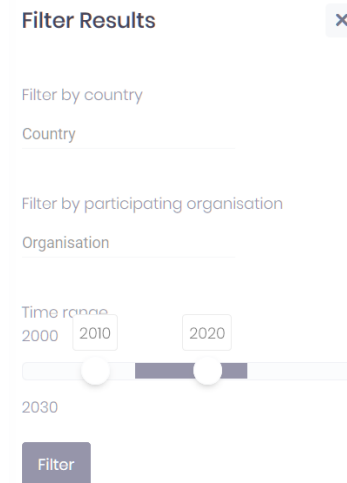 Filter Results
Filter by country
Country
Filter by participating organisation
Organisation
Time range
2000 2010 2020
2030
Filter